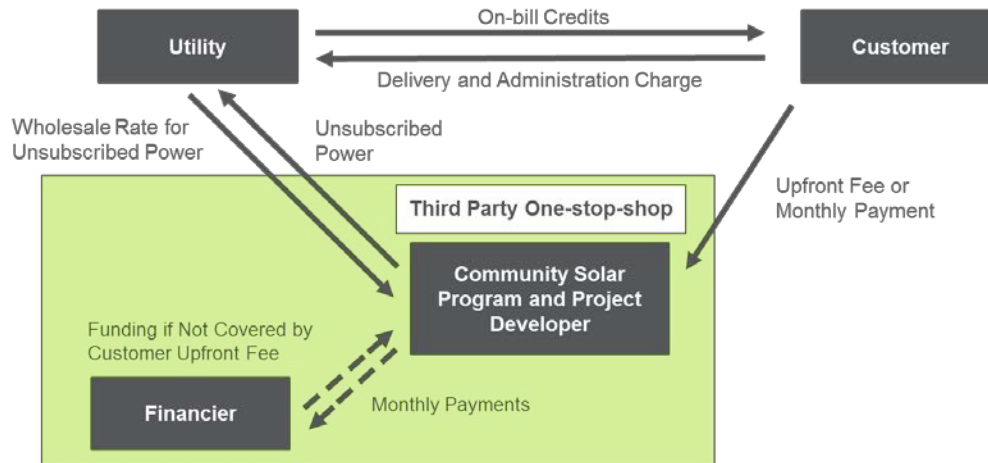 On-bill Credits
Utility
Customer
Delivery and Administration Charge
Wholesale Rate for
Unsubscribed Power
Unsubscribed
Power
Third Party One-stop-shop
Upfront Fee or
Monthly Payment
Community Solar
Program and Project
Developer
Funding if Not Covered by
Customer Upfront Fee
Financier
Monthly Payments